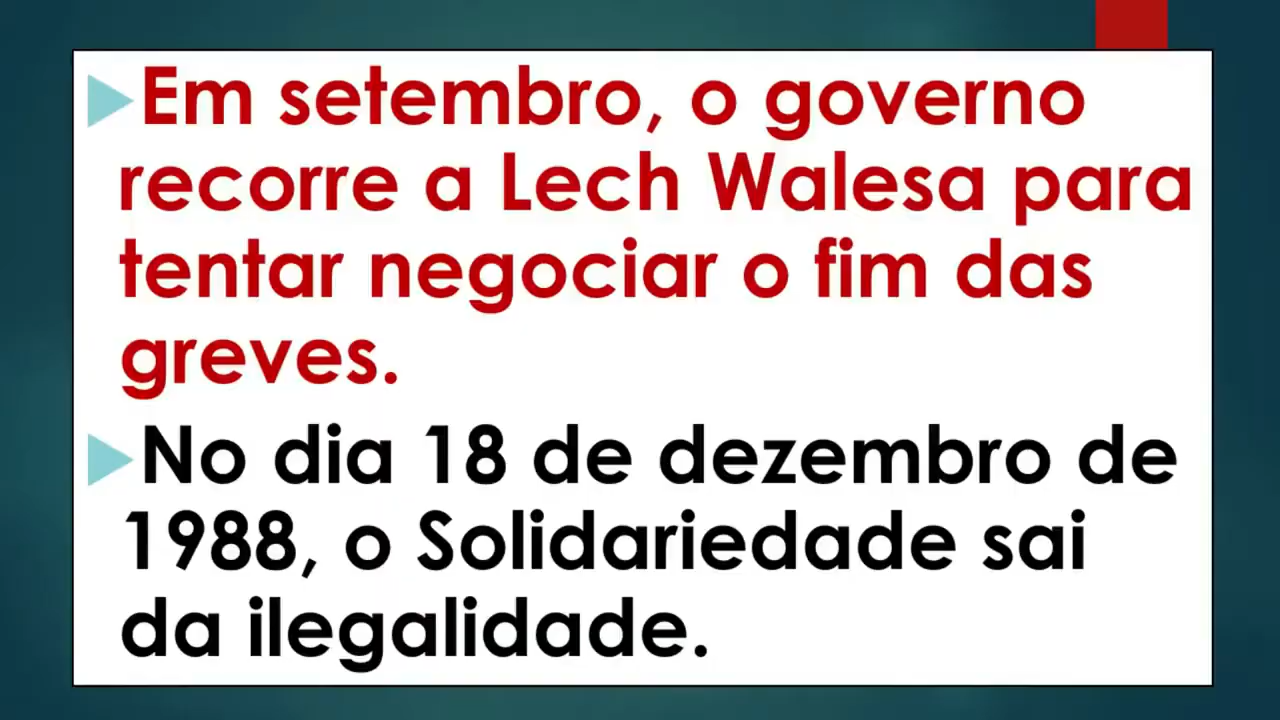 Em setembro, o governo
recorre a Lech Walesa para
tentar negociar o fim das
greves.
No dia 18 de dezembro de
1988, o Solidariedade sai
da ilegalidade.